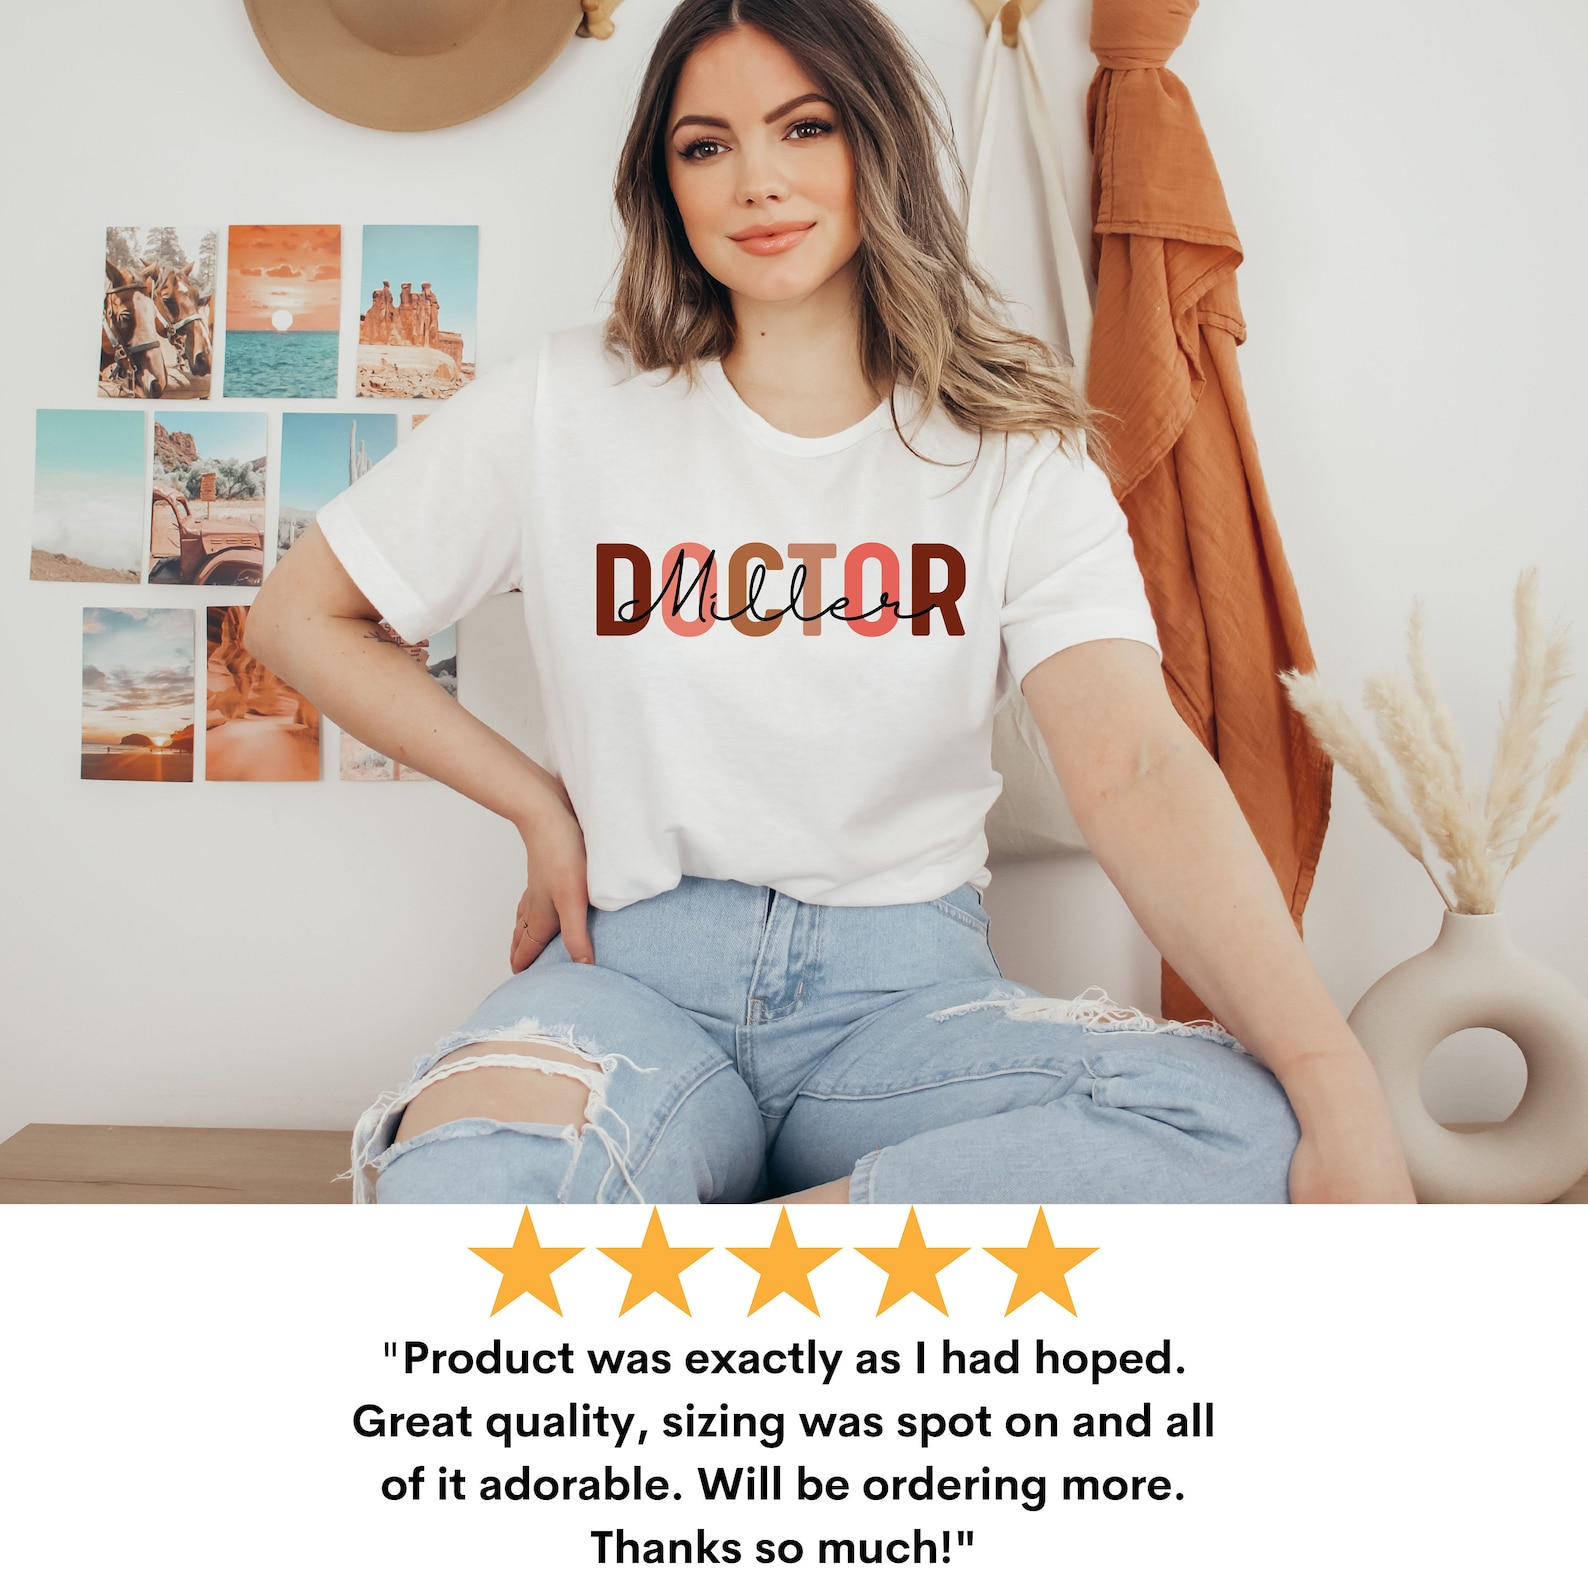 DOCTOR
Miller
"Product was exactly as I had hoped.
Great quality, sizing was spot on and all
of it adorable. Will be ordering more.
Thanks so much!"